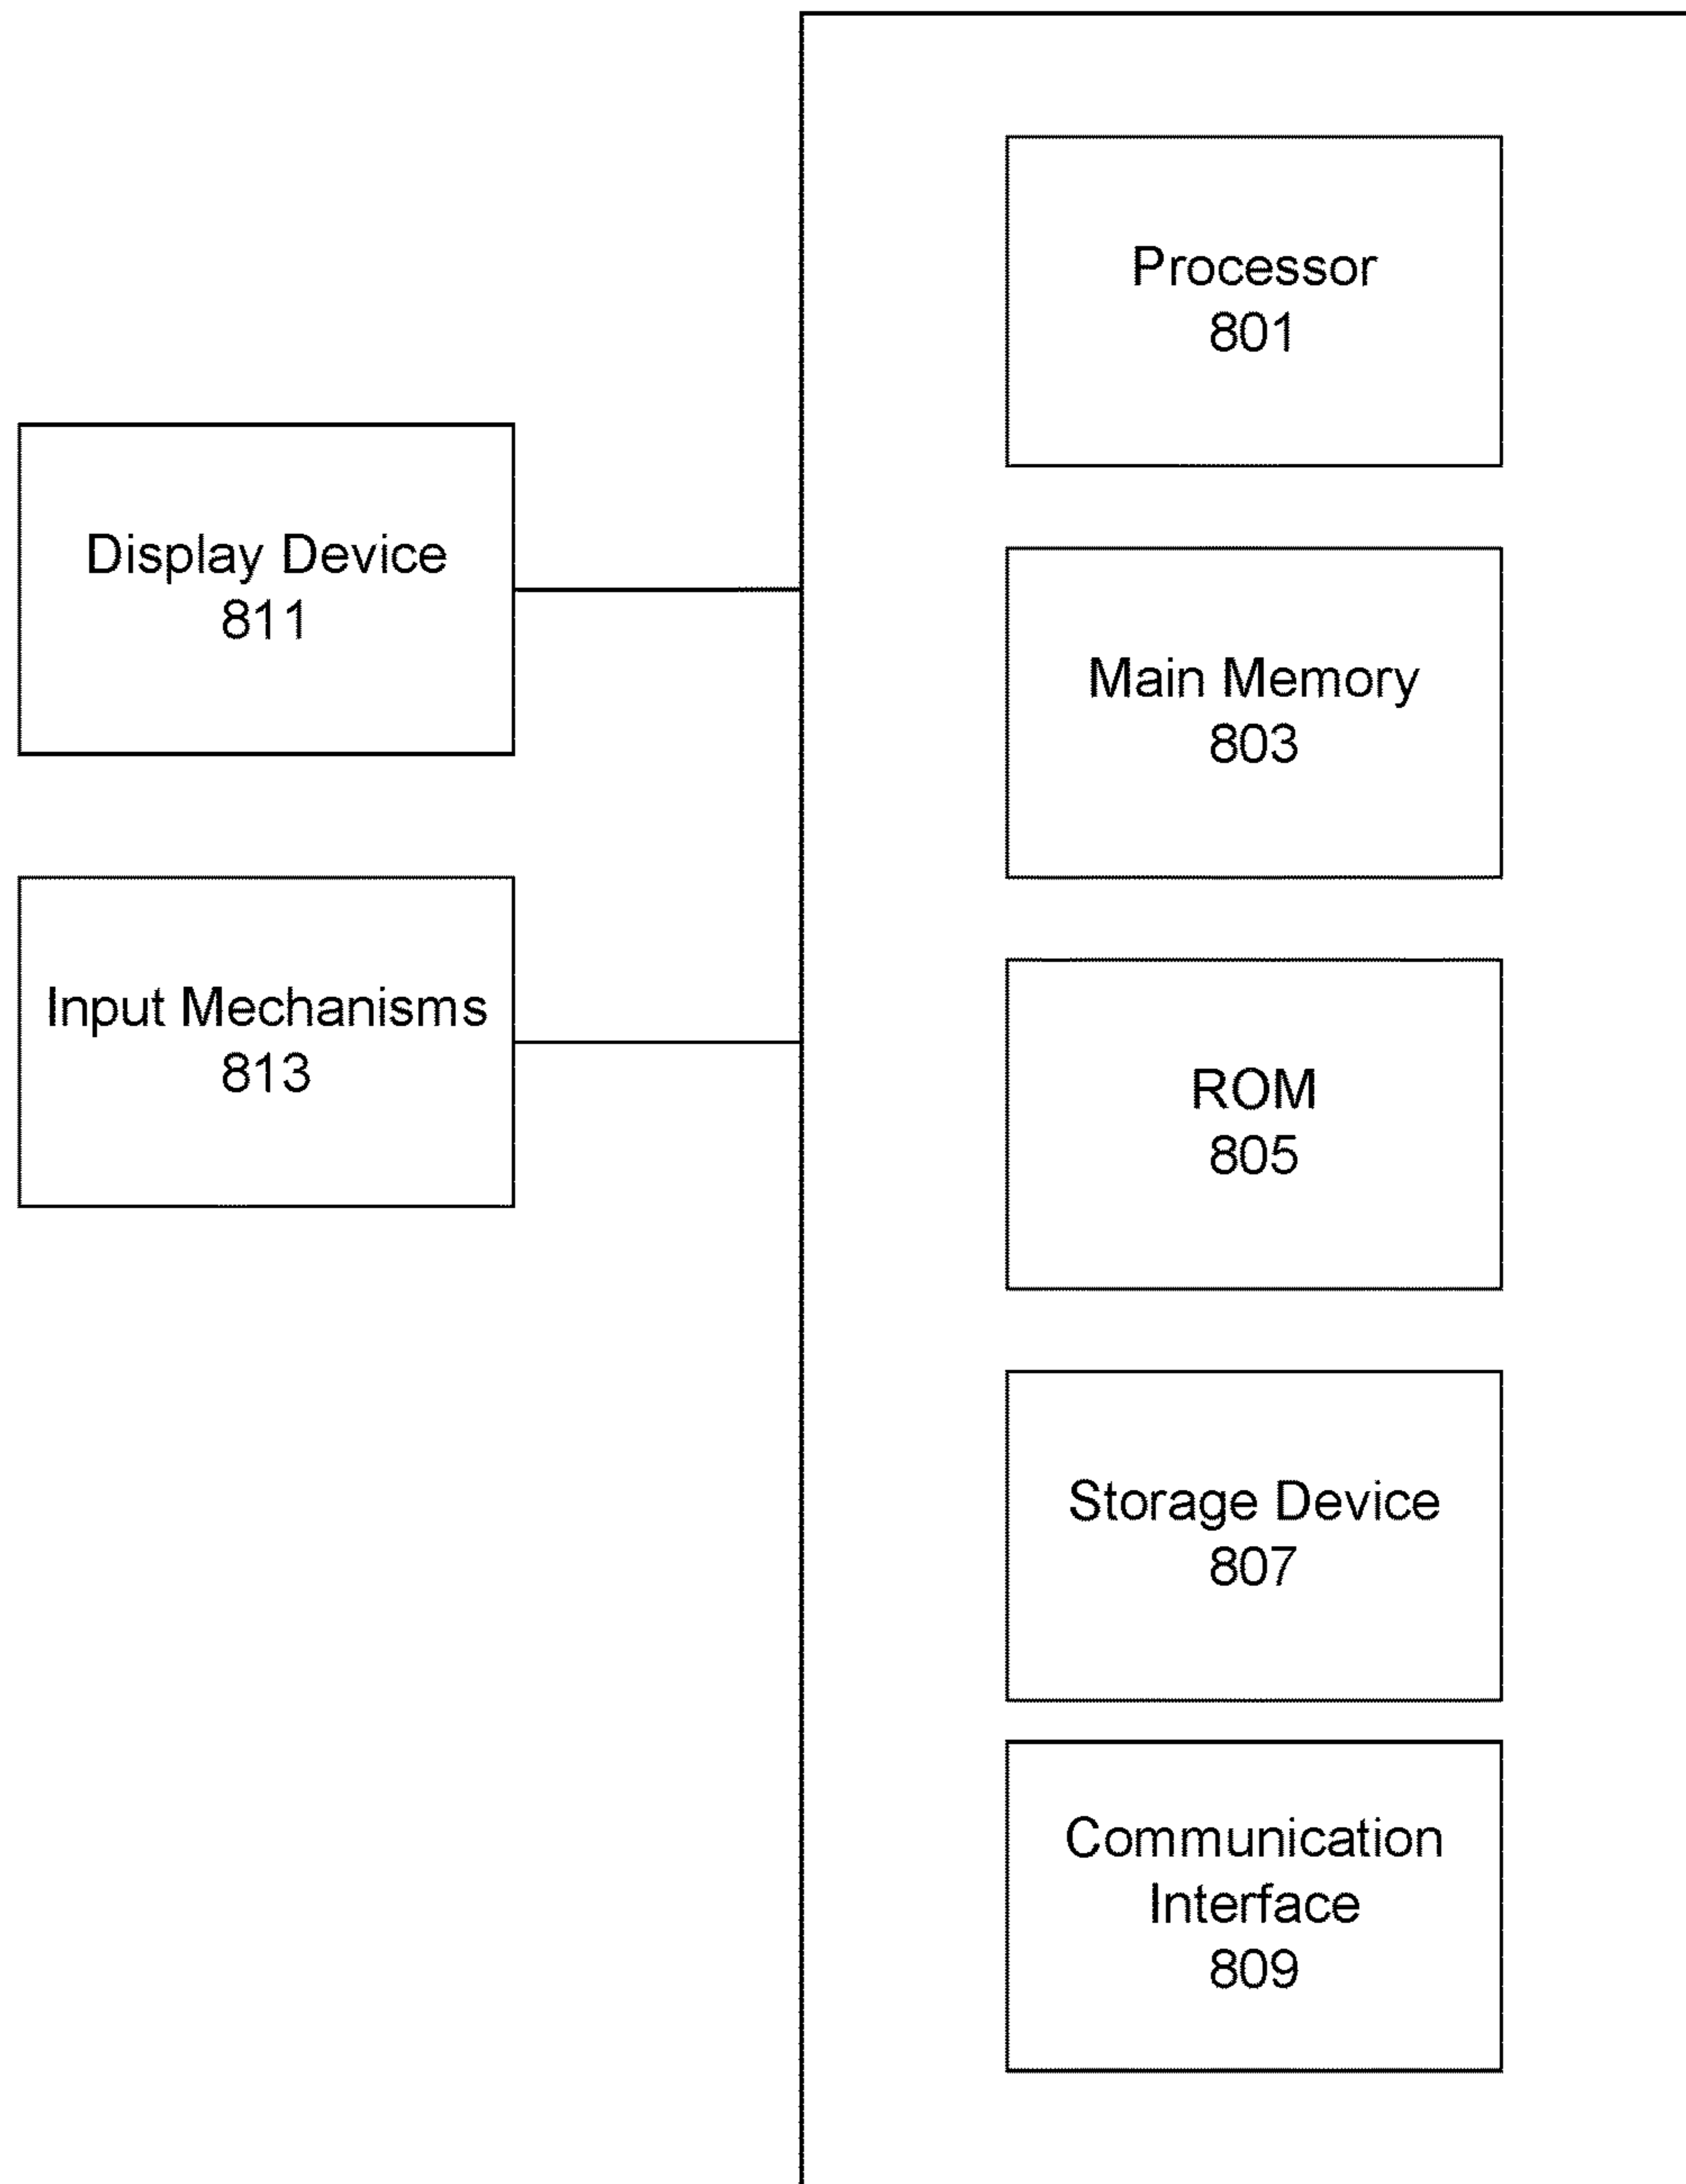 Processor
801
Display Device
811
Main Memory
803
Input Mechanisms
813
ROM
805
Storage Device
807
Communication
Interface
809